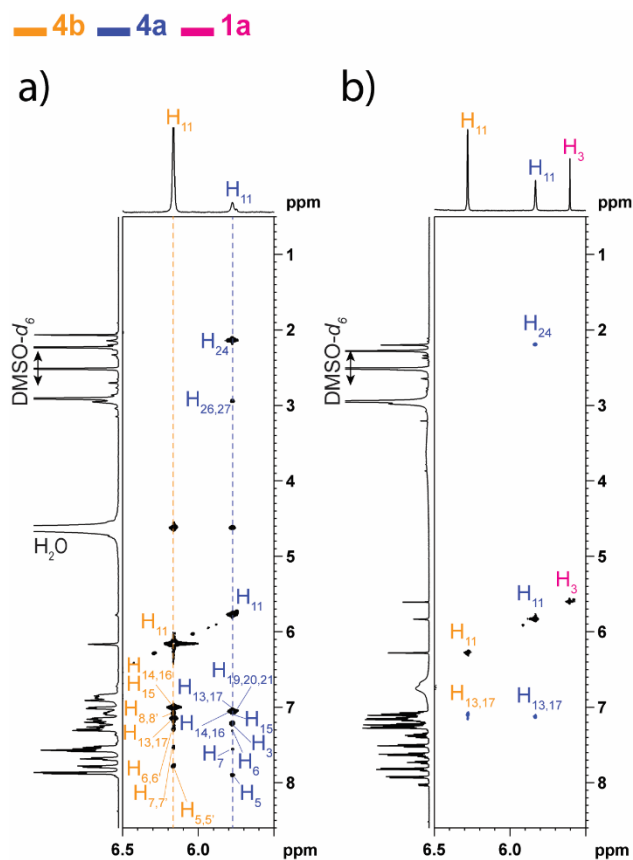 4b 4a 1a
a)
b)
H₁₁
H₁₁
ppm
H₁₁
H₁₁
H₃
ppm
DMSO-d₆
H₂O
H₂₄
H₂₆,₂₇
H₁₁
H₁₁
H₁₄,₁₆
H₁₅
H₈,₈'
H₁₃,₁₇
H₆,₆'
H₇,₇'
H₅,₅'
H₁₃,₁₇
H₁₉,₂₀,₂₁
H₁₄,₁₆
H₁₅
H₃
H₆
H₇
H₅
1
2
3
4
5
6
7
8
6.5 6.0 ppm
DMSO-d₆
H₂₄
H₃
H₁₁
H₁₁
H₁₃,₁₇
H₁₃,₁₇
1
2
3
4
5
6
7
8
6.5 6.0 ppm